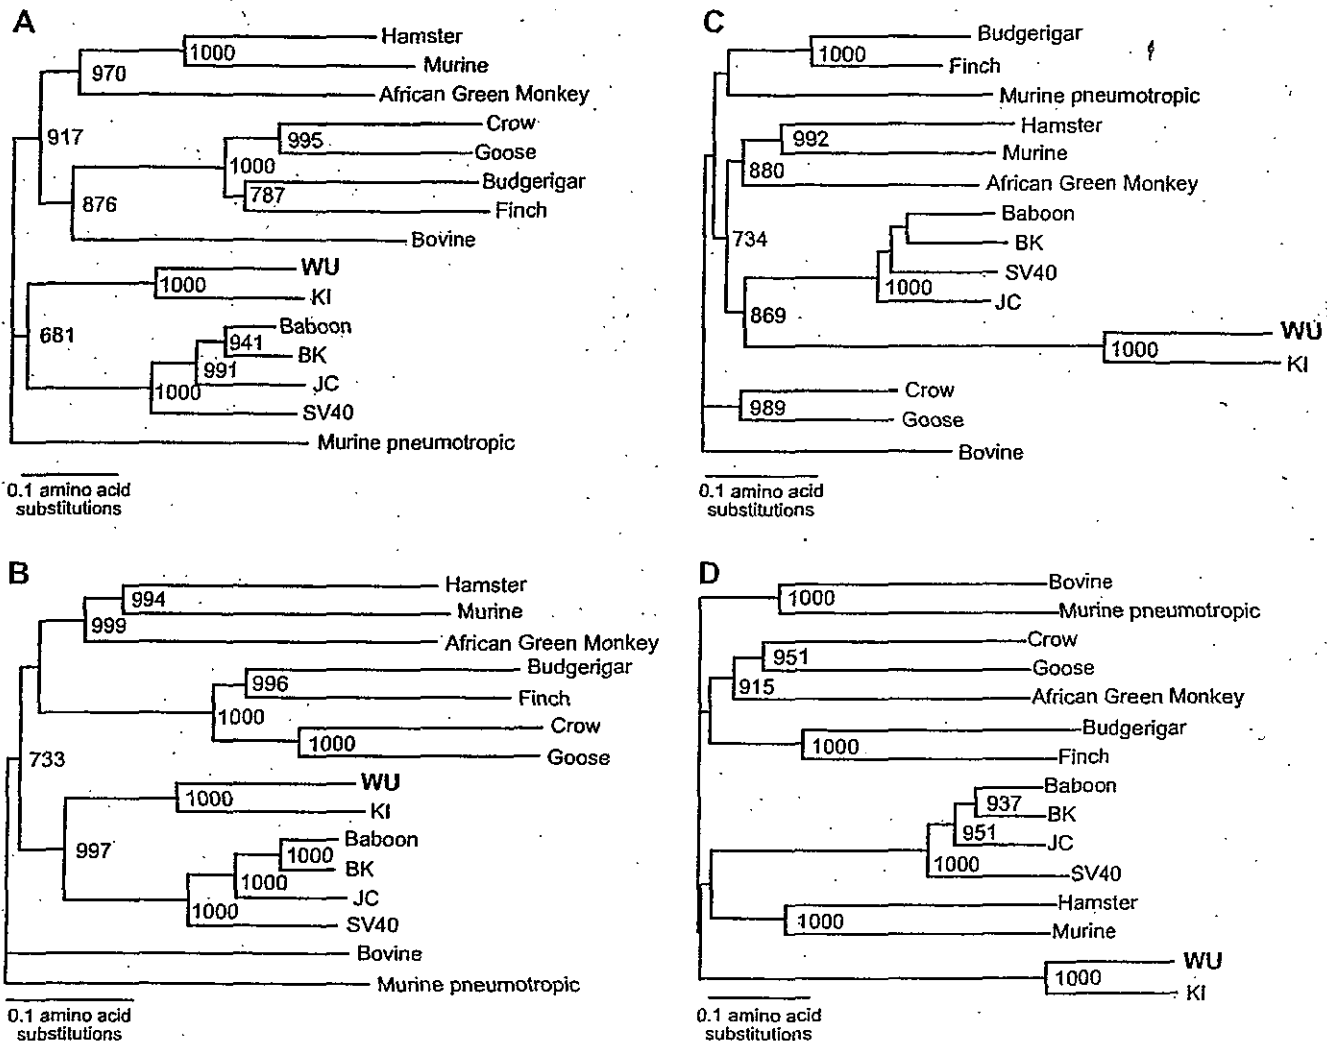 A
Hamster
1000
Murine
970
African Green Monkey
917
Crow
995
Goose
1000
Budgerigar
787
Finch
876
Bovine
WU
1000
KI
681
Baboon
941
BK
991
JC
1000
SV40
Murine pneumotropic
0.1 amino acid
substitutions
B
Hamster
994
Murine
999
African Green Monkey
Budgerigar
996
Finch
1000
Crow
1000
Goose
733
WU
1000
KI
997
Baboon
1000
BK
1000
JC
1000
SV40
Bovine
Murine pneumotropic
0.1 amino acid
substitutions
C
Budgerigar
1000
Finch
Murine pneumotropic
Hamster
992
Murine
880
African Green Monkey
734
Baboon
BK
SV40
1000
JC
869
WU
1000
KI
Crow
989
Goose
Bovine
0.1 amino acid
substitutions
D
Bovine
1000
Murine pneumotropic
Crow
951
Goose
915
African Green Monkey
Budgerigar
1000
Finch
Baboon
937
BK
951
JC
1000
SV40
Hamster
1000
Murine
WU
1000
KI
0.1 amino acid
substitutions